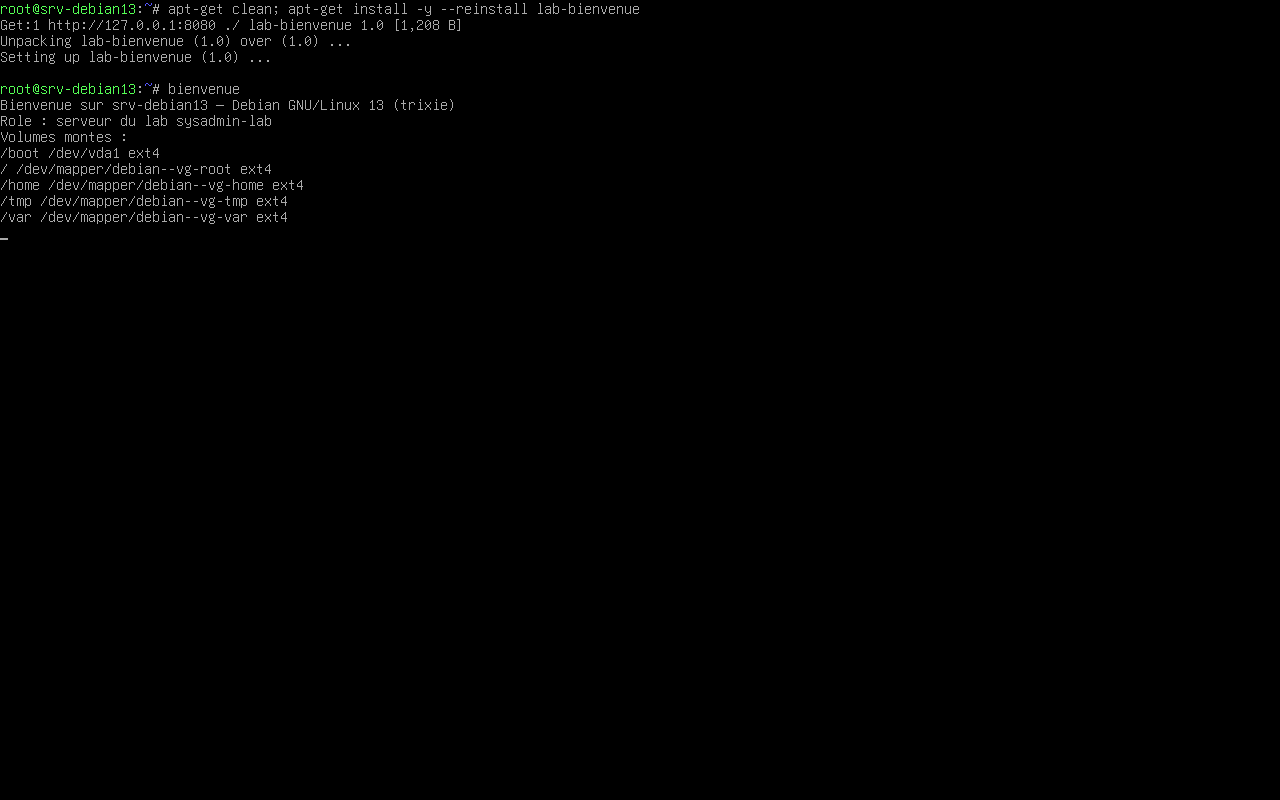 root@srv-debian13:~# apt-get clean; apt-get install -y --reinstall lab-bienvenue
Get:1 http://127.0.0.1:8080 ./ lab-bienvenue 1.0 [1,208 B]
Unpacking lab-bienvenue (1.0) over (1.0) ...
Setting up lab-bienvenue (1.0) ...
root@srv-debian13:~# bienvenue
Bienvenue sur srv-debian13 — Debian GNU/Linux 13 (trixie)
Role : serveur du lab sysadmin-lab
Volumes montes :
/boot /dev/vda1 ext4
/ /dev/mapper/debian--vg-root ext4
/home /dev/mapper/debian--vg-home ext4
/tmp /dev/mapper/debian--vg-tmp ext4
/var /dev/mapper/debian--vg-var ext4